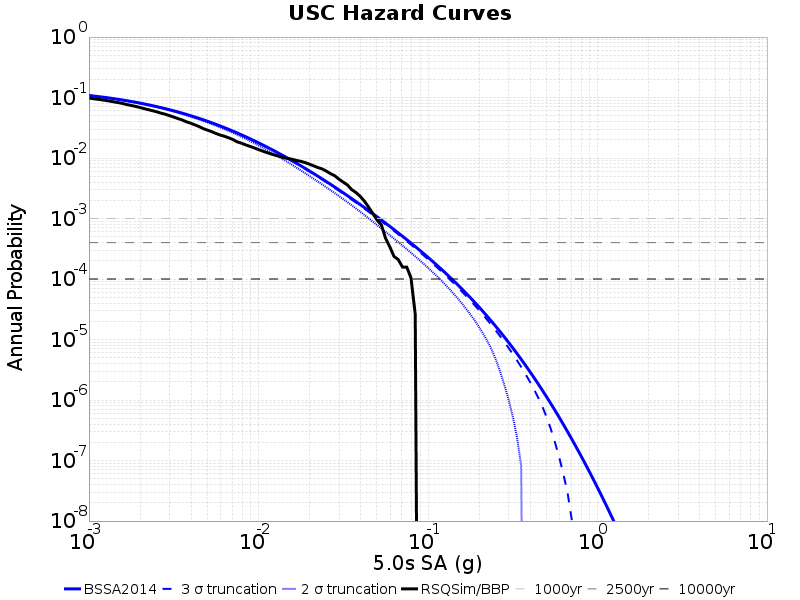 USC Hazard Curves
10^0
10^-1
10^-2
10^-3
10^-4
10^-5
10^-6
10^-7
10^-8
Annual Probability
10^-3 10^-2 10^-1 10^0 10^1
5.0s SA (g)
BSSA2014 3 σ truncation 2 σ truncation RSQSim/BBP 1000yr 2500yr 10000yr